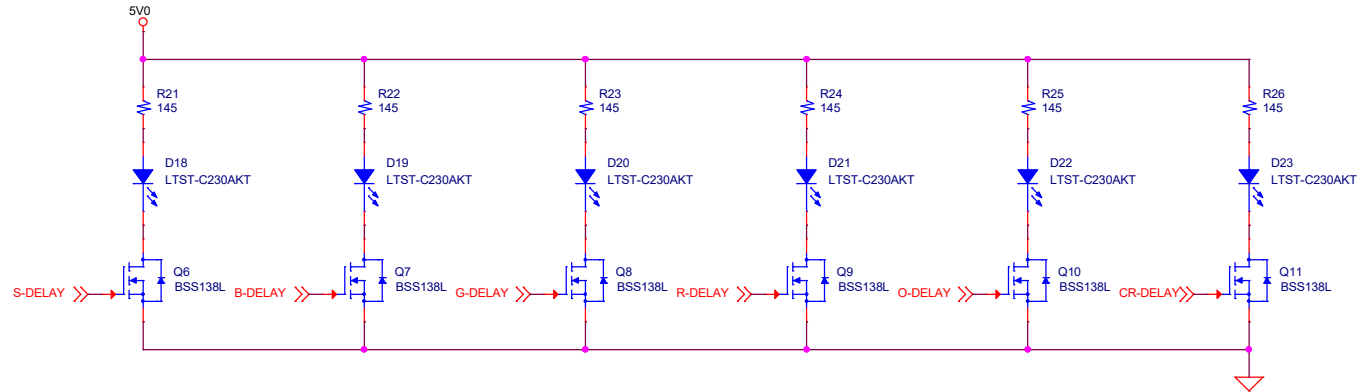 5V0
R21
145
R22
145
R23
145
R24
145
R25
145
R26
145
D18
LTST-C230AKT
D19
LTST-C230AKT
D20
LTST-C230AKT
D21
LTST-C230AKT
D22
LTST-C230AKT
D23
LTST-C230AKT
S-DELAY
Q6
BSS138L
B-DELAY
Q7
BSS138L
G-DELAY
Q8
BSS138L
R-DELAY
Q9
BSS138L
O-DELAY
Q10
BSS138L
CR-DELAY
Q11
BSS138L